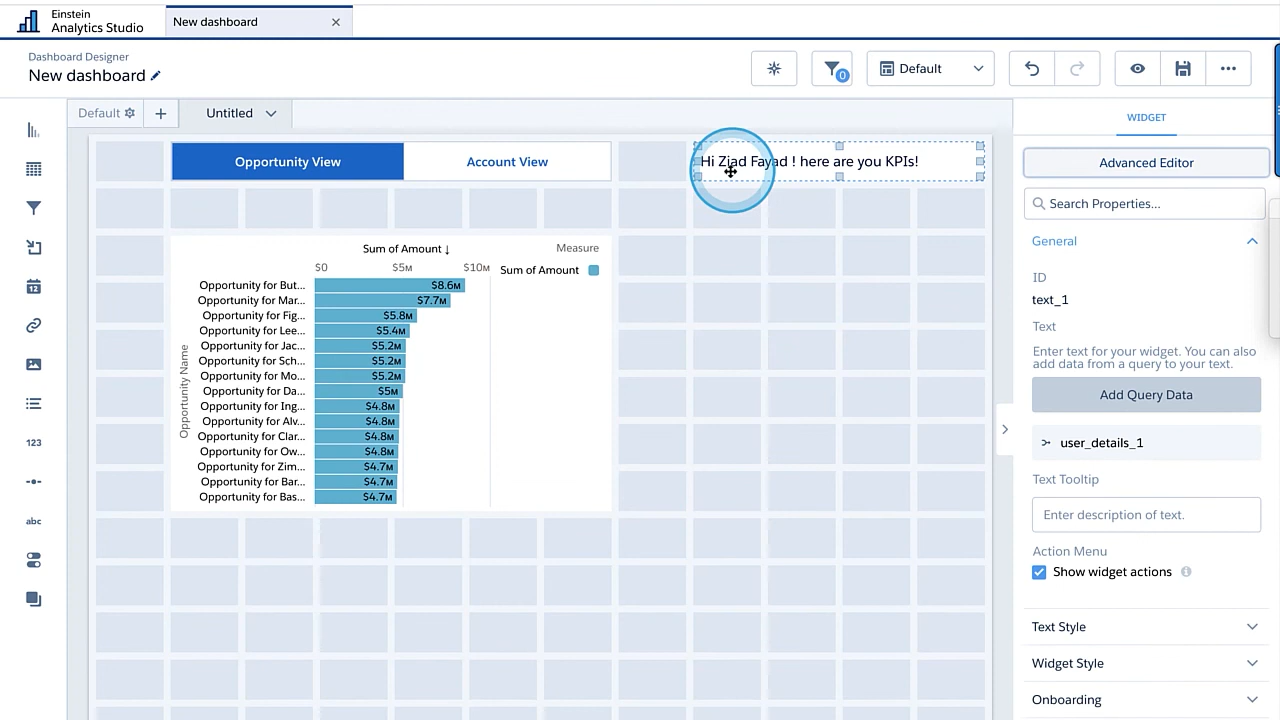 Einstein
Analytics Studio
New dashboard
Dashboard Designer
New dashboard
0
Default
Default
Untitled
WIDGET
Opportunity View
Account View
Hi Ziad Fayad ! here are you KPIs!
Advanced Editor
Search Properties...
General
ID
text_1
Text
Enter text for your widget. You can also
add data from a query to your text.
Add Query Data
user_details_1
Text Tooltip
Enter description of text.
Action Menu
Show widget actions
Text Style
Widget Style
Onboarding
12
123
abc
Sum of Amount ↓
Measure
$0 $5M $10M
Sum of Amount
Opportunity Name
Opportunity for But... $8.6M
Opportunity for Mar... $7.7M
Opportunity for Fig... $5.8M
Opportunity for Lee... $5.4M
Opportunity for Jac... $5.2M
Opportunity for Sch... $5.2M
Opportunity for Mo... $5.2M
Opportunity for Da... $5M
Opportunity for Ing... $4.8M
Opportunity for Alv... $4.8M
Opportunity for Clar... $4.8M
Opportunity for Ow... $4.8M
Opportunity for Zim... $4.7M
Opportunity for Bar... $4.7M
Opportunity for Bas... $4.7M